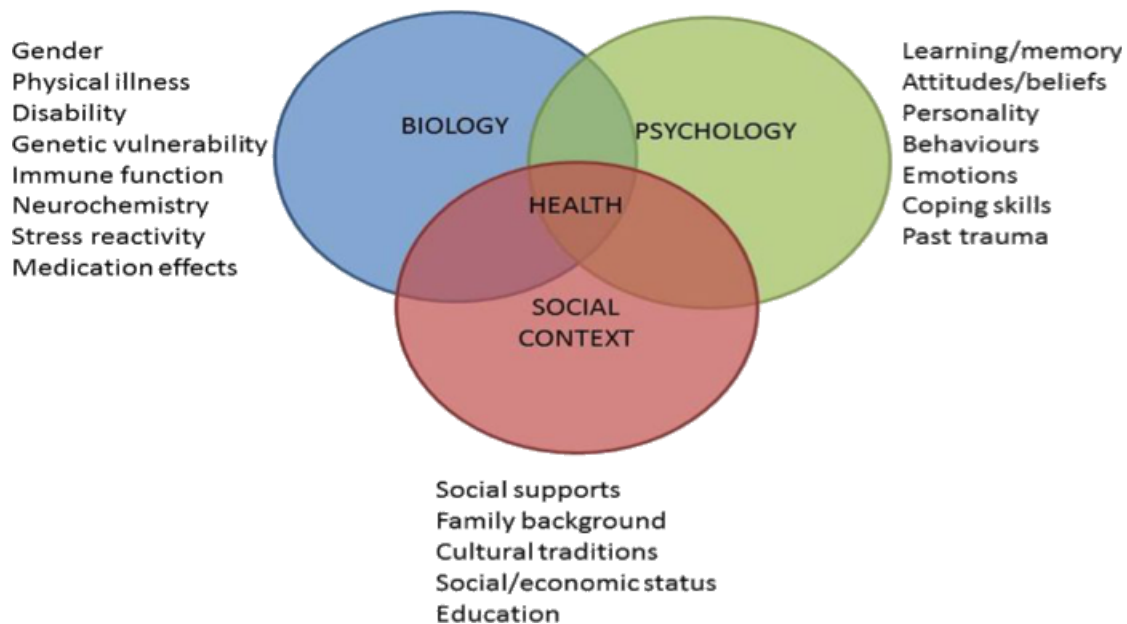 Gender
Physical illness
Disability
Genetic vulnerability
Immune function
Neurochemistry
Stress reactivity
Medication effects
BIOLOGY
PSYCHOLOGY
HEALTH
SOCIAL
CONTEXT
Learning/memory
Attitudes/beliefs
Personality
Behaviours
Emotions
Coping skills
Past trauma
Social supports
Family background
Cultural traditions
Social/economic status
Education